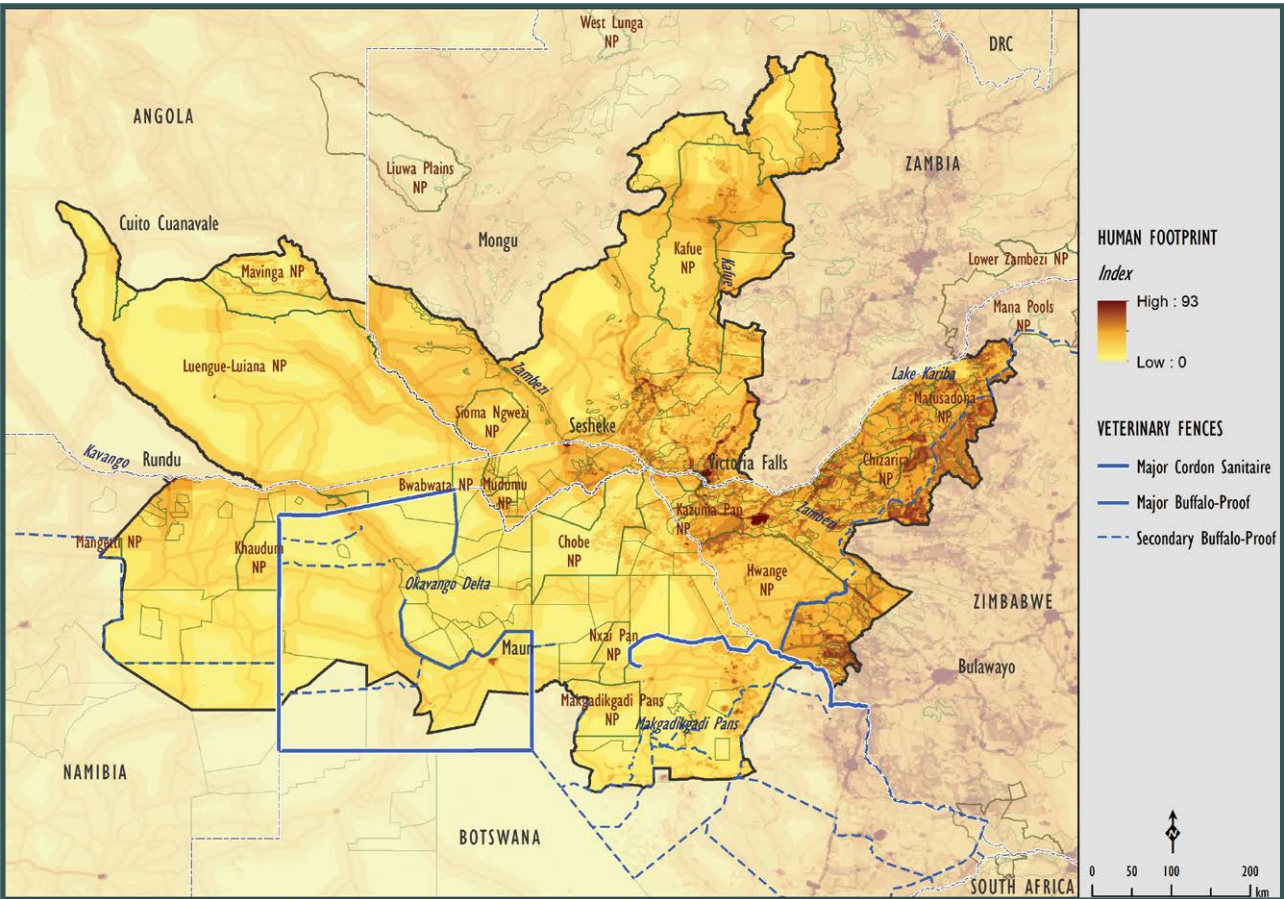 West Lunga
NP
DRC
ANGOLA
ZAMBIA
Liuwa Plains
NP
Cuito Cuanavale
Mongu
Kafue
NP
Kafue
Lower Zambezi NP
Mavinga NP
Mana Pools
NP
Luengue-Luiana NP
Zambezi
Lake Kariba
Matusadona
NP
Sioma Ngwezi
NP
Sesheke
Kavango
Rundu
Victoria Falls
Chizarira
NP
Bwabwata NP
Mudumu
NP
Kazuma Pan
NP
Zambezi
Mangetti NP
Khaudum
NP
Chobe
NP
Okavango Delta
Hwange
NP
ZIMBABWE
Maun
Nxai Pan
NP
Bulawayo
Makgadikgadi Pans
NP
Makgadikgadi Pans
NAMIBIA
BOTSWANA
SOUTH AFRICA
HUMAN FOOTPRINT
Index
High : 93
Low : 0
VETERINARY FENCES
Major Cordon Sanitaire
Major Buffalo-Proof
Secondary Buffalo-Proof
N
0 50 100 200
km